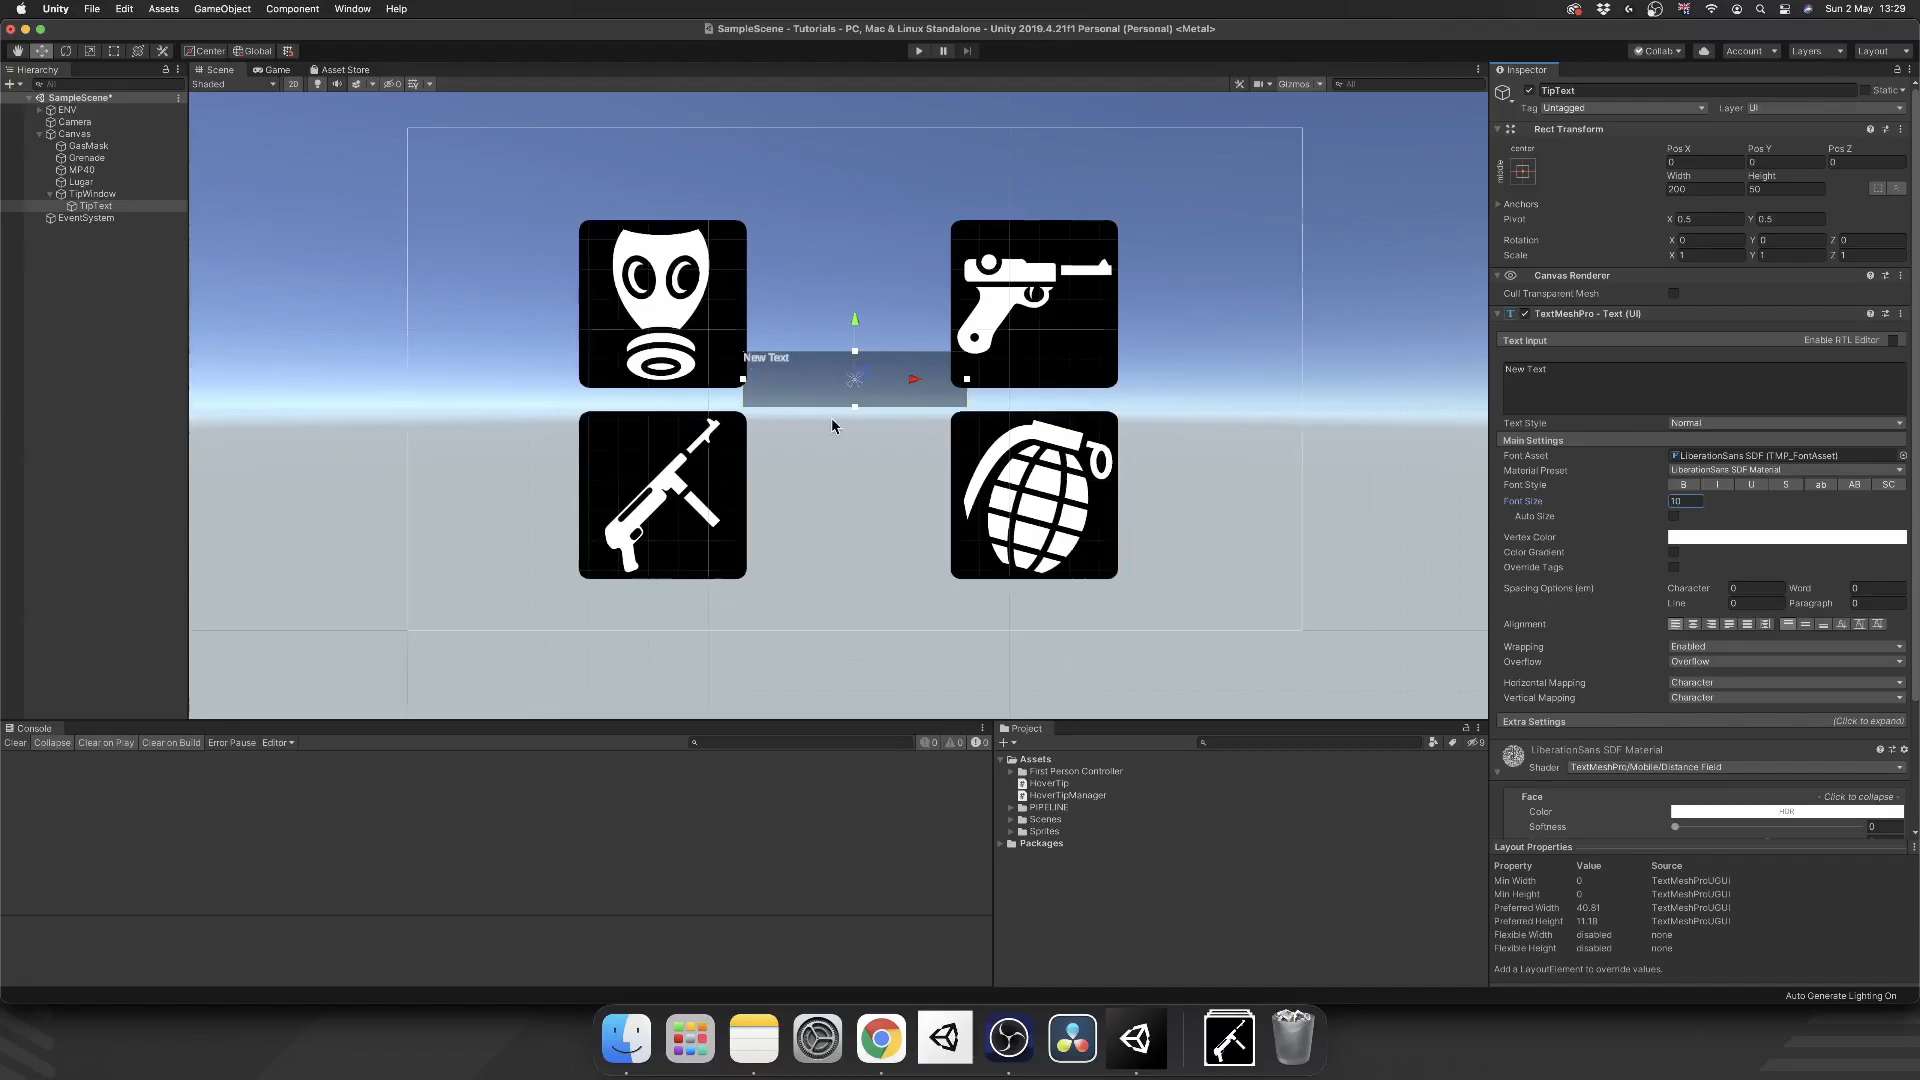 Unity File Edit Assets GameObject Component Window Help Sun 2 May 13:29
SampleScene - Tutorials - PC, Mac & Linux Standalone - Unity 2019.4.21f1 Personal (Personal) <Metal>
Center Global Collab Account Layers Layout
Hierarchy
All
SampleScene*
ENV
Camera
Canvas
GasMask
Grenade
MP40
Lugar
TipWindow
TipText
EventSystem
Scene Game Asset Store
Shaded 2D 0 Gizmos All
New Text
Inspector
TipText Static
Tag Untagged Layer UI
Rect Transform
center
middle
Pos X Pos Y Pos Z
0 0 0
Width Height
200 50
R
Anchors
Pivot X 0.5 Y 0.5
Rotation X 0 Y 0 Z 0
Scale X 1 Y 1 Z 1
Canvas Renderer
Cull Transparent Mesh
TextMeshPro - Text (UI)
Text Input Enable RTL Editor
New Text
Text Style Normal
Main Settings
Font Asset LiberationSans SDF (TMP_FontAsset)
Material Preset LiberationSans SDF Material
Font Style B I U S ab AB SC
Font Size 10
Auto Size
Vertex Color
Color Gradient
Override Tags
Spacing Options (em) Character 0 Word 0
Line 0 Paragraph 0
Alignment
Wrapping Enabled
Overflow Overflow
Horizontal Mapping Character
Vertical Mapping Character
Extra Settings (Click to expand)
LiberationSans SDF Material
Shader TextMeshPro/Mobile/Distance Field
Face - Click to collapse -
Color HDR
Softness 0
Layout Properties
Property Value Source
Min Width 0 TextMeshProUGUI
Min Height 0 TextMeshProUGUI
Preferred Width 40.81 TextMeshProUGUI
Preferred Height 11.18 TextMeshProUGUI
Flexible Width disabled none
Flexible Height disabled none
Add a LayoutElement to override values.
Auto Generate Lighting On
Console
Clear Collapse Clear on Play Clear on Build Error Pause Editor 0 0 0
Project
9
Assets
First Person Controller
HoverTip
HoverTipManager
PIPELINE
Scenes
Sprites
Packages